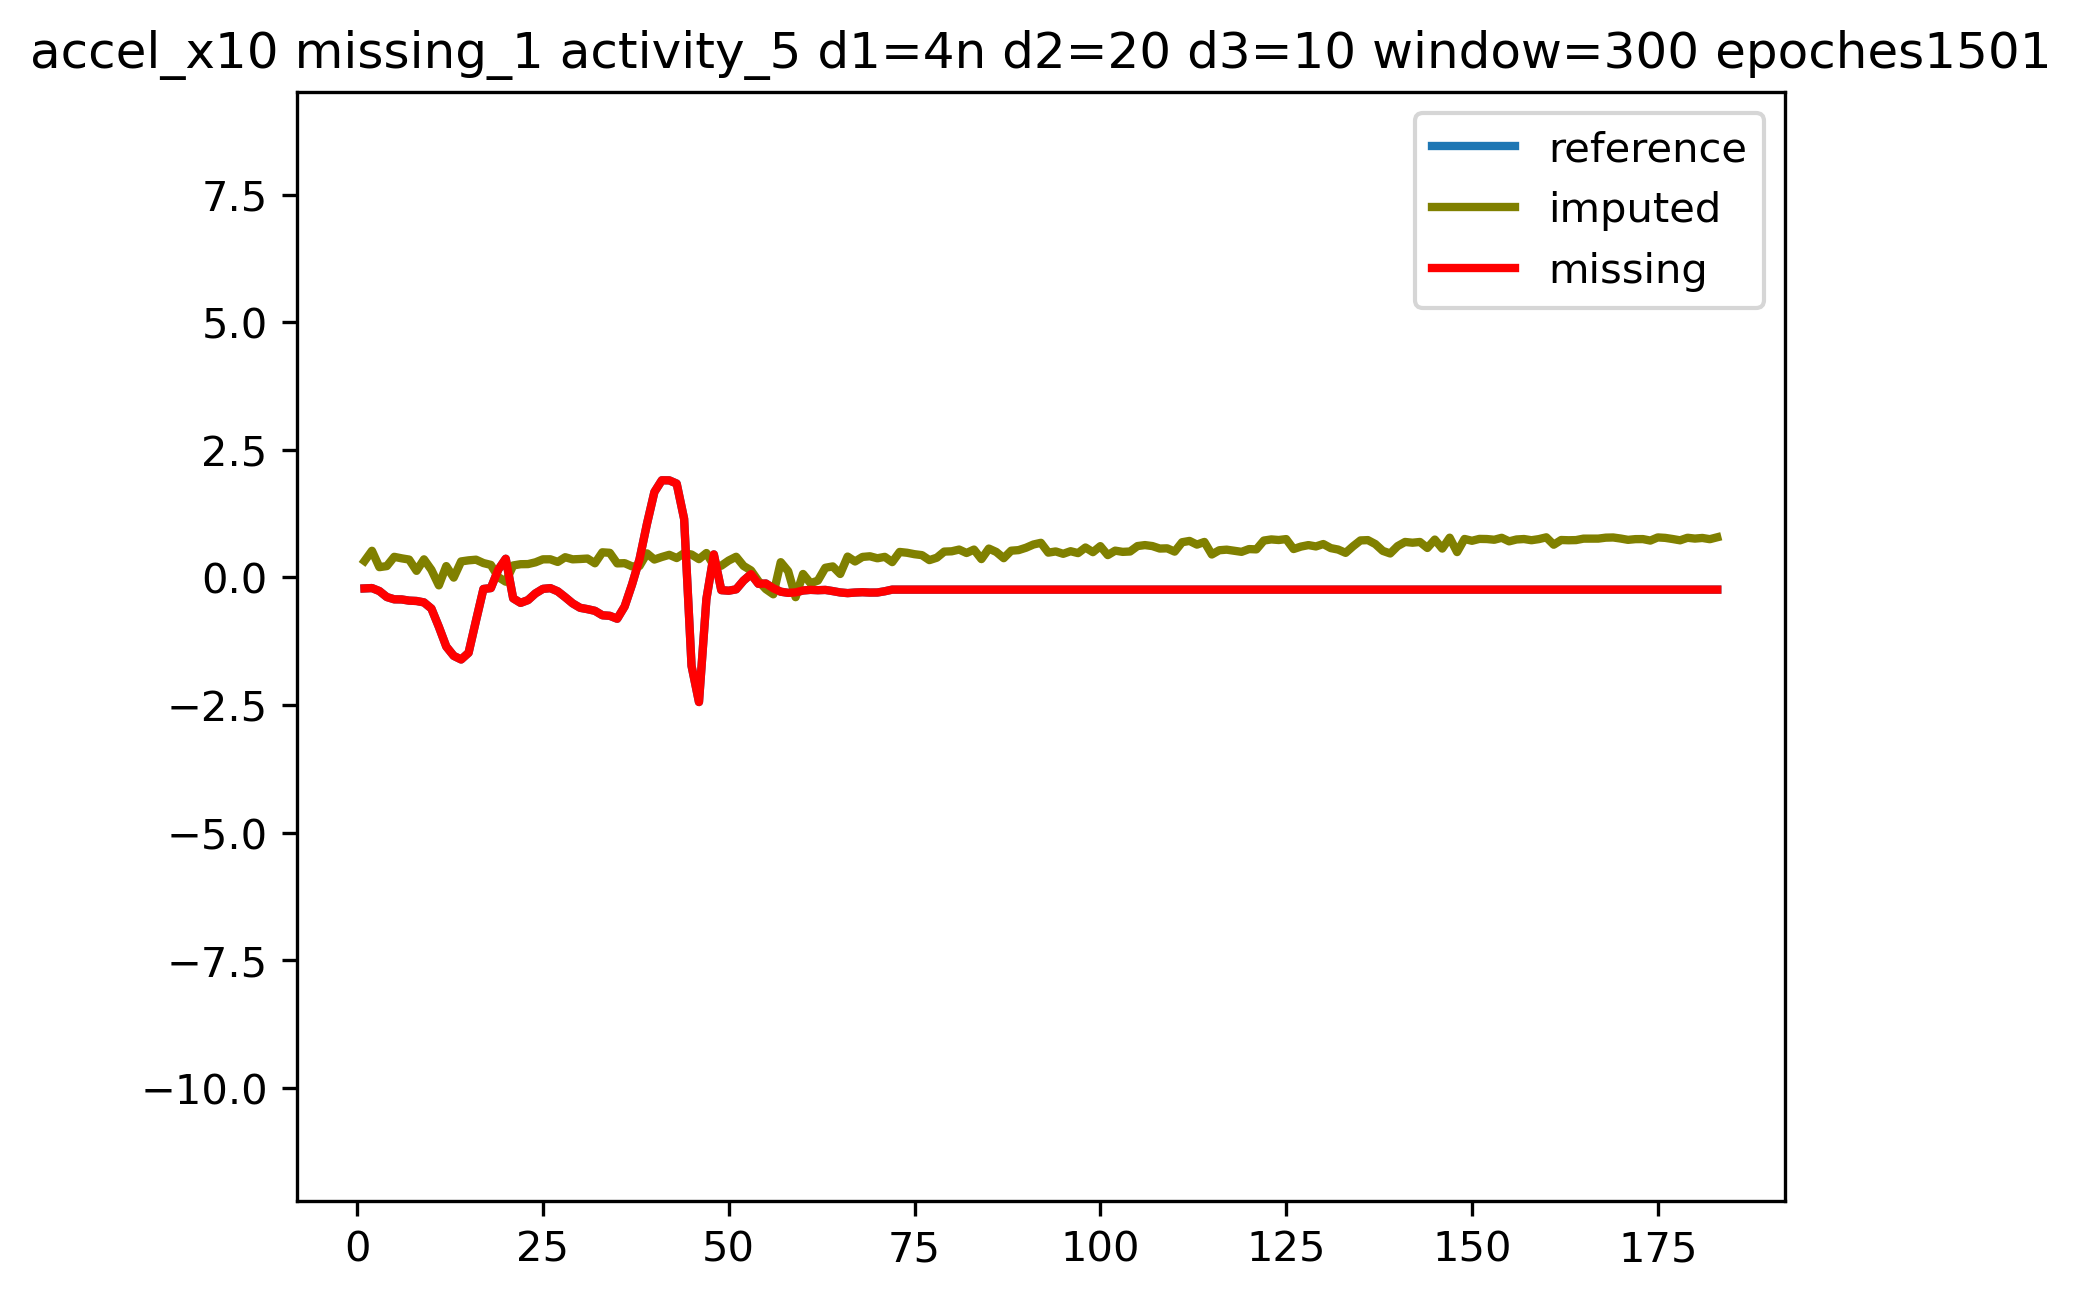 accel_x10 missing_1 activity_5 d1=4n d2=20 d3=10 window=300 epoches1501
reference
imputed
missing
7.5
5.0
2.5
0.0
−2.5
−5.0
−7.5
−10.0
0 25 50 75 100 125 150 175